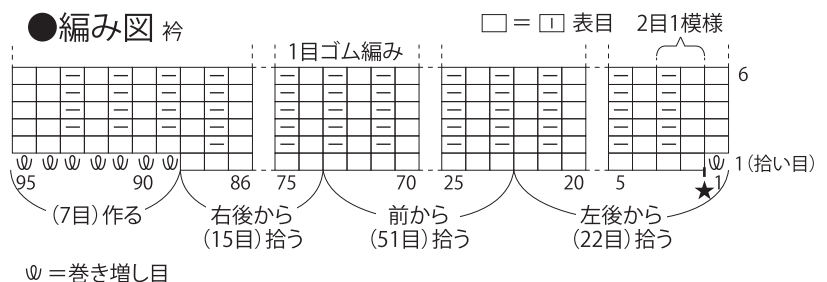 ●編み図 衿
□=□ 表目
2目1模様
1目ゴム編み
6
1(拾い目)
95 90 86 75 70 25 20 5 1
★
(7目)作る
右後から
(15目)拾う
前から
(51目)拾う
左後から
(22目)拾う
=巻き増し目